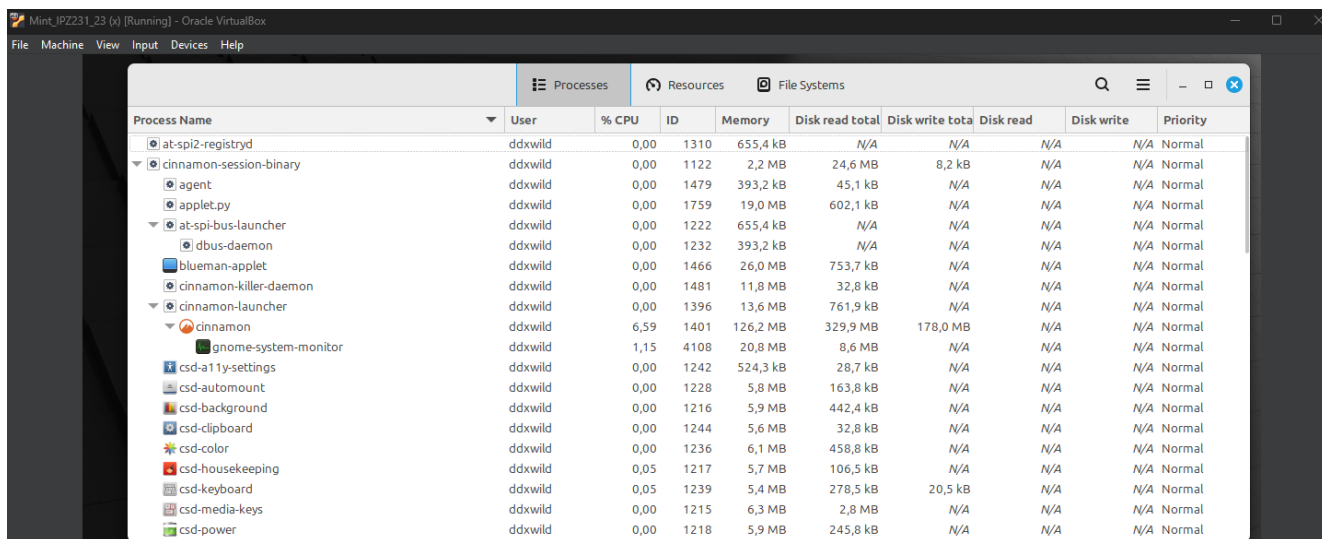 Mint_IPZ231_23 (x) [Running] - Oracle VirtualBox
File Machine View Input Devices Help
Processes Resources File Systems
Process Name User % CPU ID Memory Disk read total Disk write tota Disk read Disk write Priority
at-spi2-registryd ddxwild 0,00 1310 655,4 kB N/A N/A N/A N/A Normal
cinnamon-session-binary ddxwild 0,00 1122 2,2 MB 24,6 MB 8,2 kB N/A N/A Normal
agent ddxwild 0,00 1479 393,2 kB 45,1 kB N/A N/A N/A Normal
applet.py ddxwild 0,00 1759 19,0 MB 602,1 kB N/A N/A N/A Normal
at-spi-bus-launcher ddxwild 0,00 1222 655,4 kB N/A N/A N/A N/A Normal
dbus-daemon ddxwild 0,00 1232 393,2 kB N/A N/A N/A N/A Normal
blueman-applet ddxwild 0,00 1466 26,0 MB 753,7 kB N/A N/A N/A Normal
cinnamon-killer-daemon ddxwild 0,00 1481 11,8 MB 32,8 kB N/A N/A N/A Normal
cinnamon-launcher ddxwild 0,00 1396 13,6 MB 761,9 kB N/A N/A N/A Normal
cinnamon ddxwild 6,59 1401 126,2 MB 329,9 MB 178,0 MB N/A N/A Normal
gnome-system-monitor ddxwild 1,15 4108 20,8 MB 8,6 MB N/A N/A N/A Normal
csd-a11y-settings ddxwild 0,00 1242 524,3 kB 28,7 kB N/A N/A N/A Normal
csd-automount ddxwild 0,00 1228 5,8 MB 163,8 kB N/A N/A N/A Normal
csd-background ddxwild 0,00 1216 5,9 MB 442,4 kB N/A N/A N/A Normal
csd-clipboard ddxwild 0,00 1244 5,6 MB 32,8 kB N/A N/A N/A Normal
csd-color ddxwild 0,00 1236 6,1 MB 458,8 kB N/A N/A N/A Normal
csd-housekeeping ddxwild 0,05 1217 5,7 MB 106,5 kB N/A N/A N/A Normal
csd-keyboard ddxwild 0,05 1239 5,4 MB 278,5 kB 20,5 kB N/A N/A Normal
csd-media-keys ddxwild 0,00 1215 6,3 MB 2,8 MB N/A N/A N/A Normal
csd-power ddxwild 0,00 1218 5,9 MB 245,8 kB N/A N/A N/A Normal